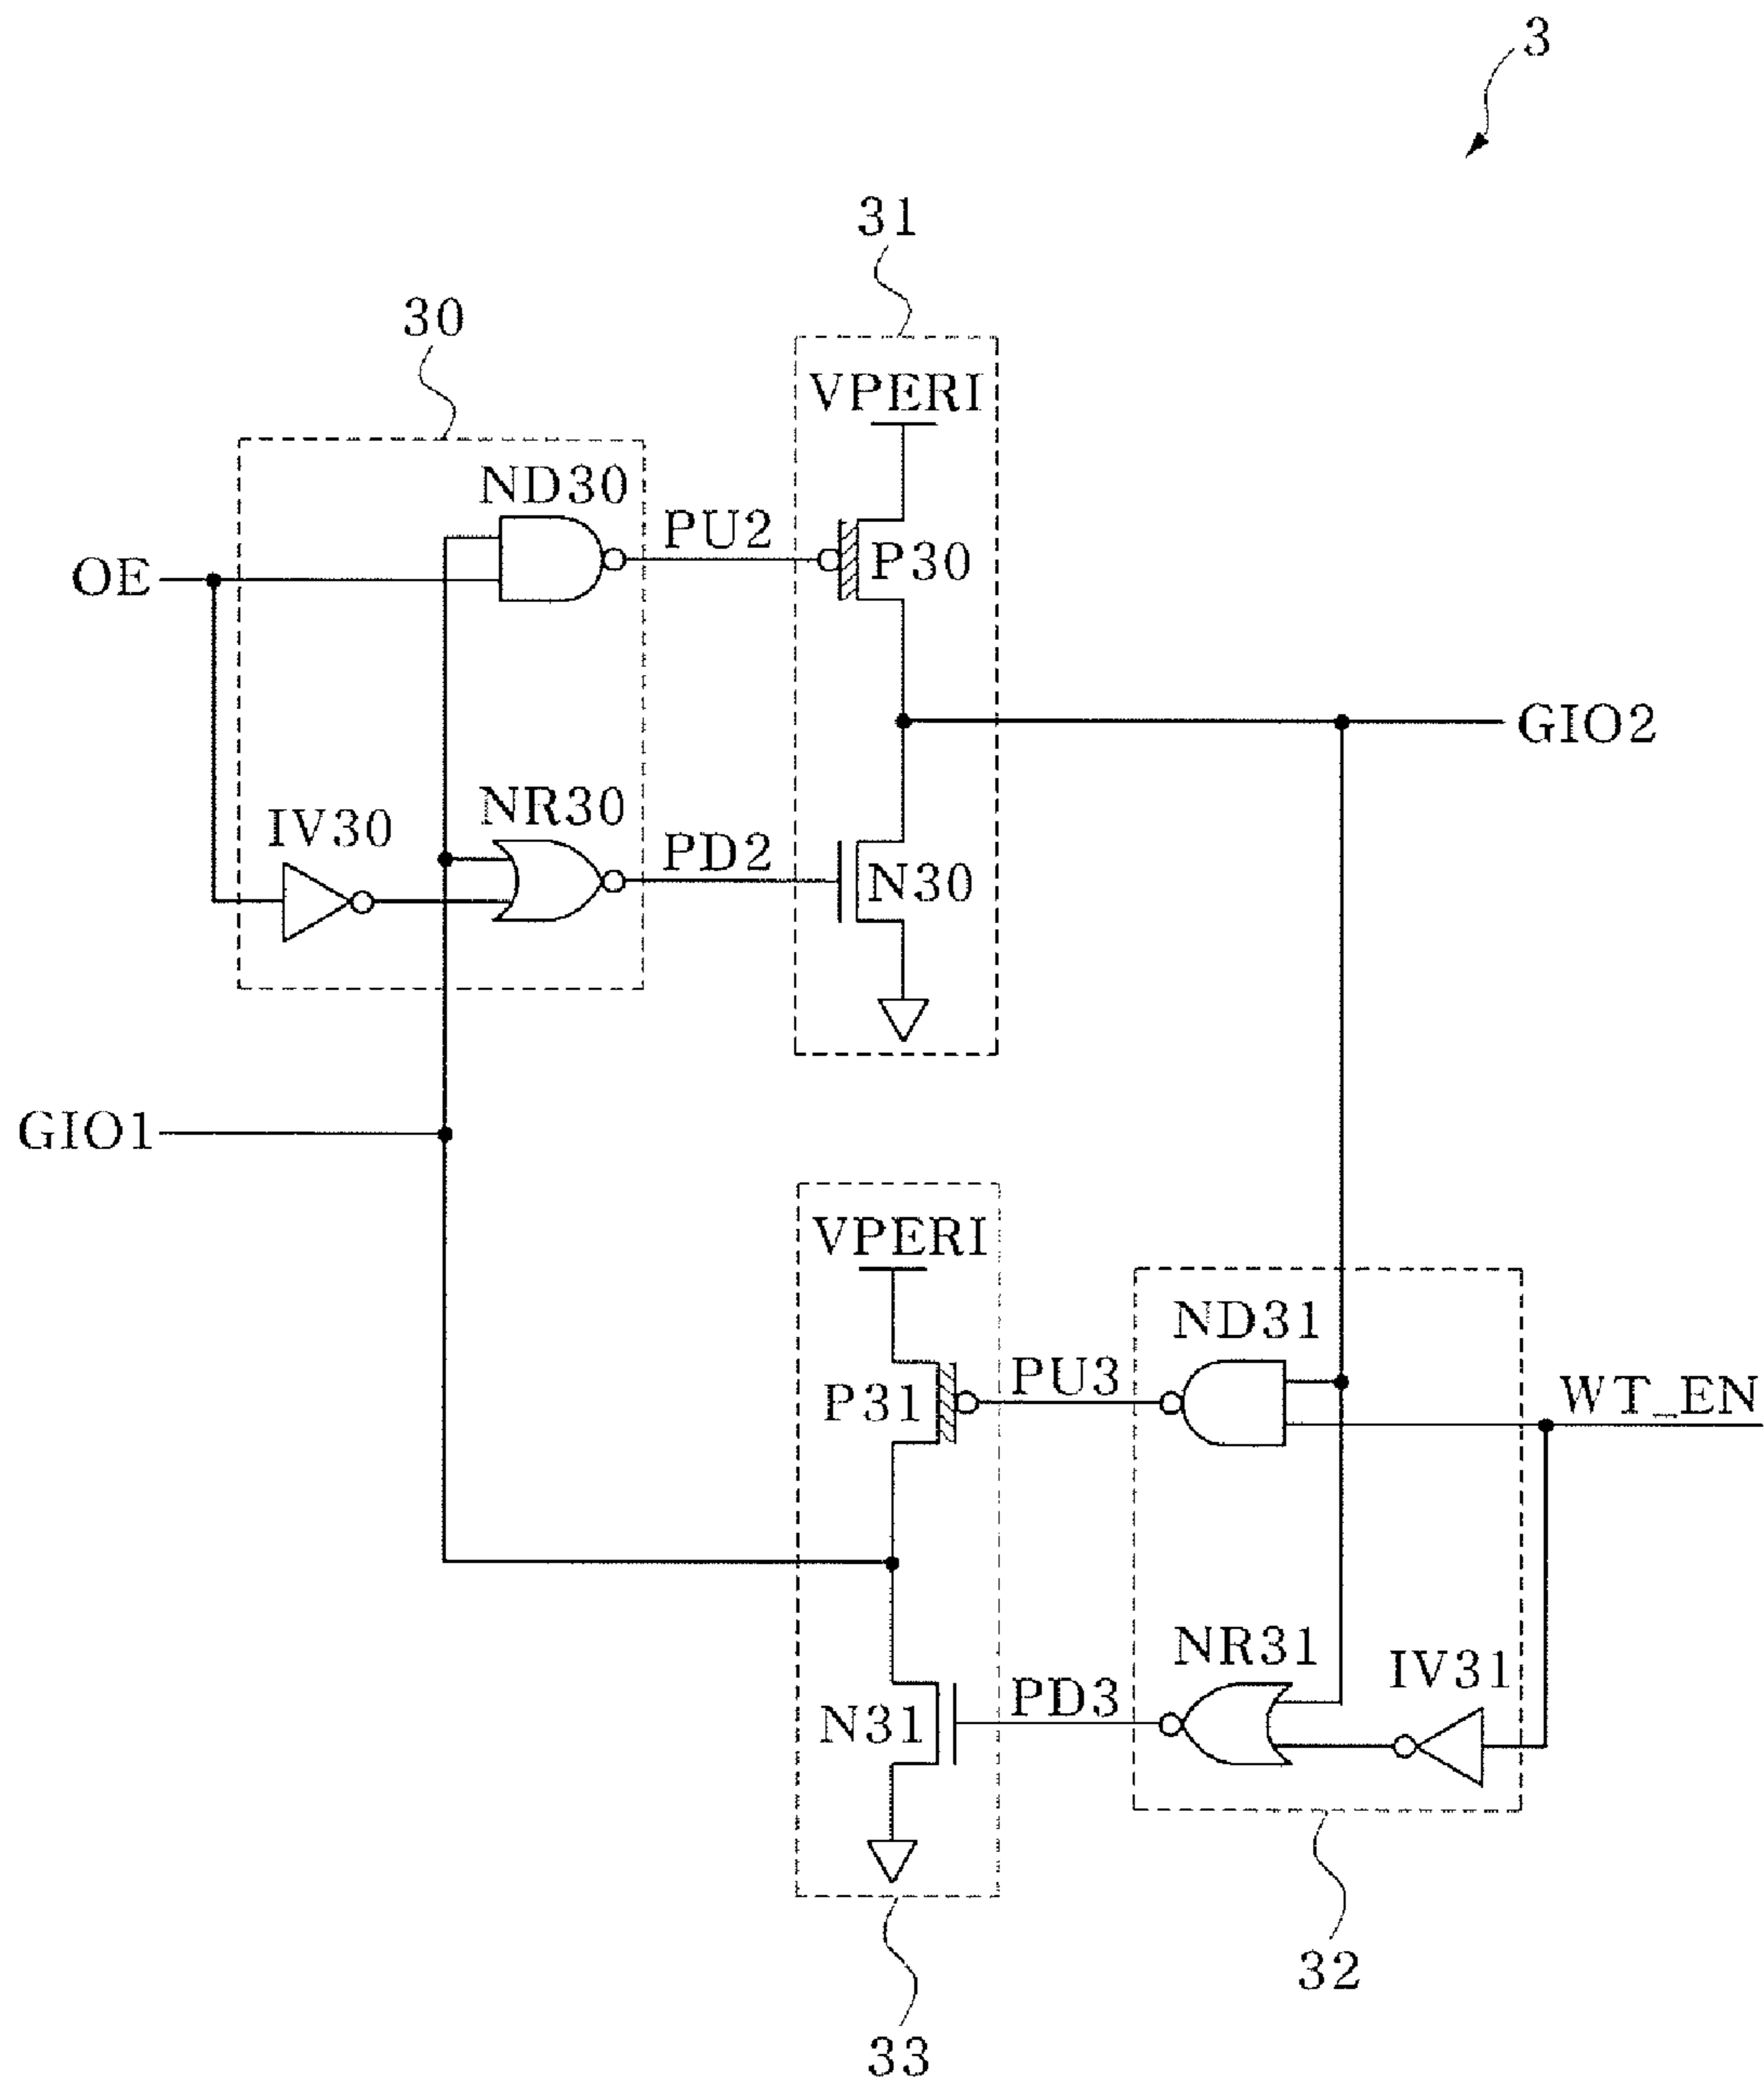 3
31
30
VPERI
ND30
PU2
P30
OE
GIO2
IV30
NR30
PD2
N30
GIO1
VPERI
ND31
P31
PU3
WT_EN
NR31
IV31
N31
PD3
32
33